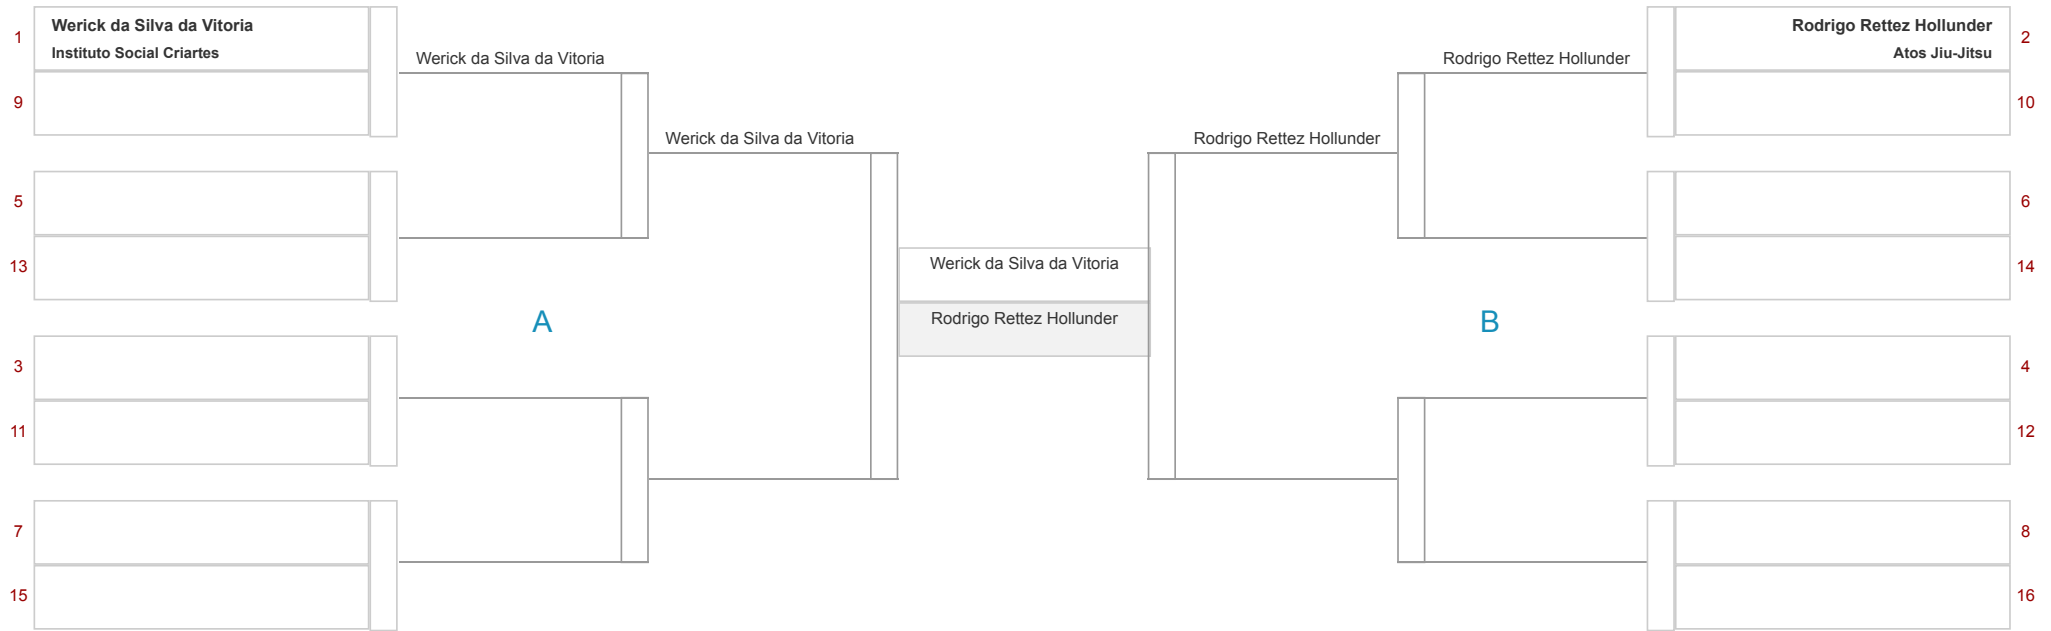 1
Werick da Silva da Vitoria
Instituto Social Criartes
9
5
13
3
11
7
15
Werick da Silva da Vitoria
Werick da Silva da Vitoria
A
Werick da Silva da Vitoria
Rodrigo Rettez Hollunder
Rodrigo Rettez Hollunder
Rodrigo Rettez Hollunder
B
Rodrigo Rettez Hollunder
Atos Jiu-Jitsu
2
10
6
14
4
12
8
16